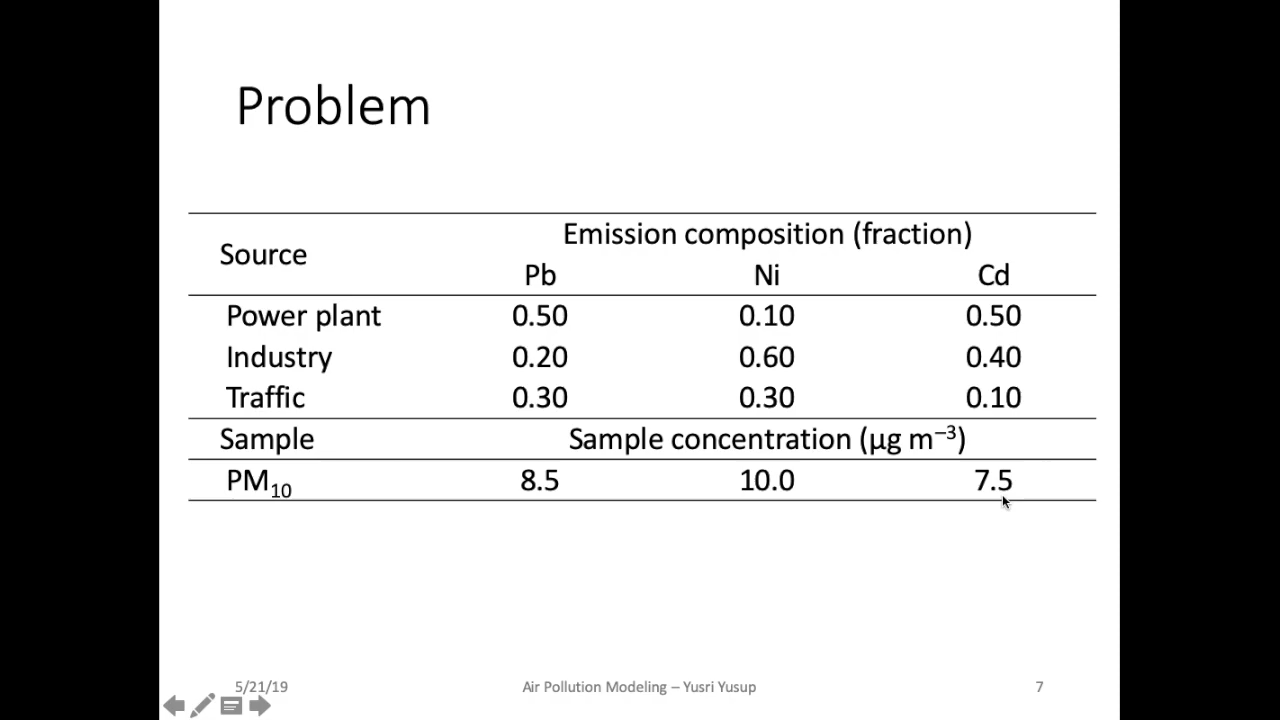 Problem
Emission composition (fraction)
Source
Pb Ni Cd
Power plant 0.50 0.10 0.50
Industry 0.20 0.60 0.40
Traffic 0.30 0.30 0.10
Sample Sample concentration (µg m⁻³)
PM₁₀ 8.5 10.0 7.5
5/21/19 Air Pollution Modeling – Yusri Yusup 7